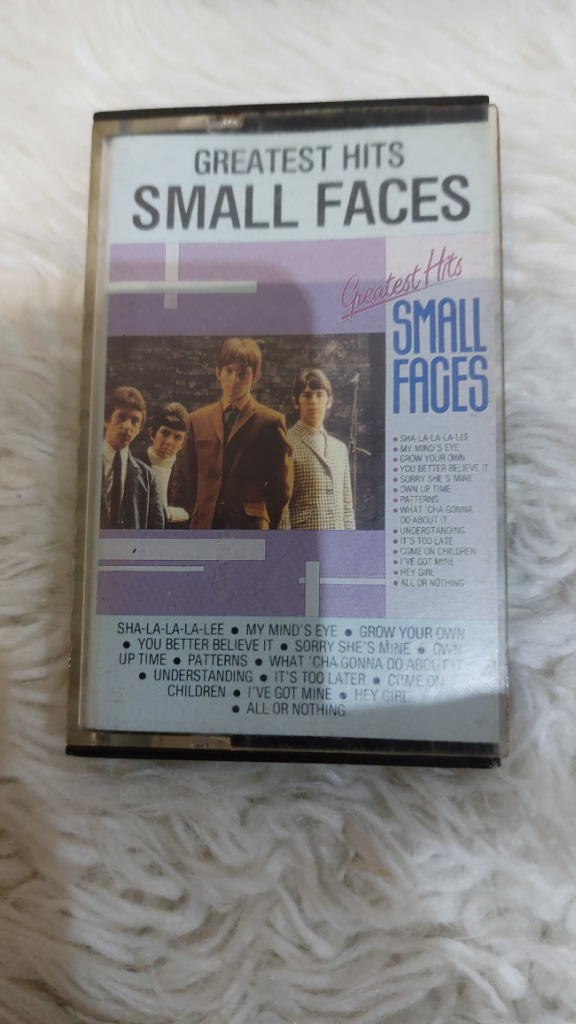 GREATEST HITS
SMALL FACES
Greatest Hits
SMALL
FACES
• SHA-LA-LA-LA-LEE
• MY MIND'S EYE
• GROW YOUR OWN
• YOU BETTER BELIEVE IT
• SORRY SHE'S MINE
• OWN UP TIME
• PATTERNS
• WHAT 'CHA GONNA
DO ABOUT IT
• UNDERSTANDING
• IT'S TOO LATE
• COME ON CHILDREN
• I'VE GOT MINE
• HEY GIRL
• ALL OR NOTHING
SHA-LA-LA-LA-LEE • MY MIND'S EYE • GROW YOUR OWN
• YOU BETTER BELIEVE IT • SORRY SHE'S MINE • OWN
UP TIME • PATTERNS • WHAT 'CHA GONNA DO ABOUT IT
• UNDERSTANDING • IT'S TOO LATER • COME ON
CHILDREN • I'VE GOT MINE • HEY GIRL
• ALL OR NOTHING